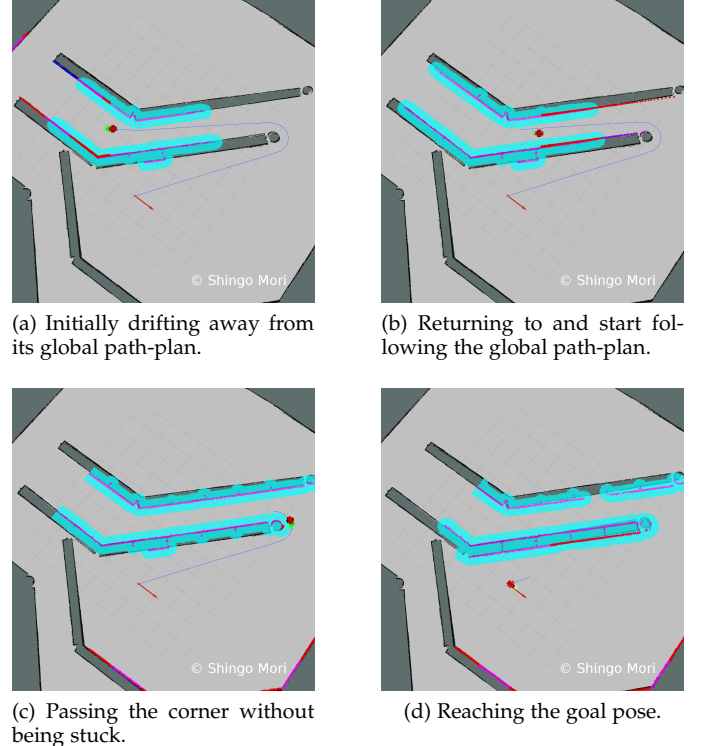 © Shingo Mori
© Shingo Mori
(a) Initially drifting away from
its global path-plan.
(b) Returning to and start fol-
lowing the global path-plan.
© Shingo Mori
© Shingo Mori
(c) Passing the corner without
being stuck.
(d) Reaching the goal pose.